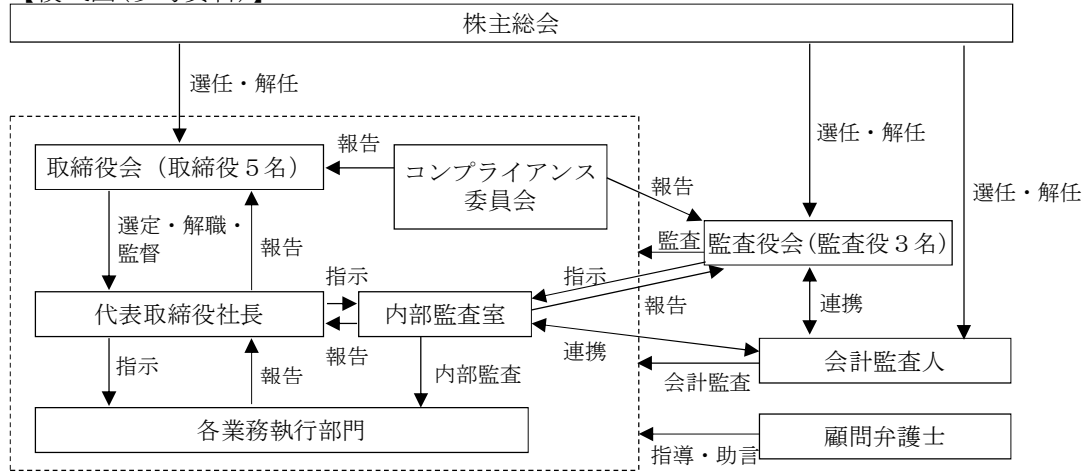 株主総会
選任・解任
選任・解任
選任・解任
取締役会（取締役５名）
報告
コンプライアンス
委員会
報告
監査
監査役会(監査役３名)
選定・解職・
監督
報告
指示
指示
報告
連携
代表取締役社長
内部監査室
報告
連携
会計監査人
会計監査
指示
報告
内部監査
各業務執行部門
顧問弁護士
指導・助言